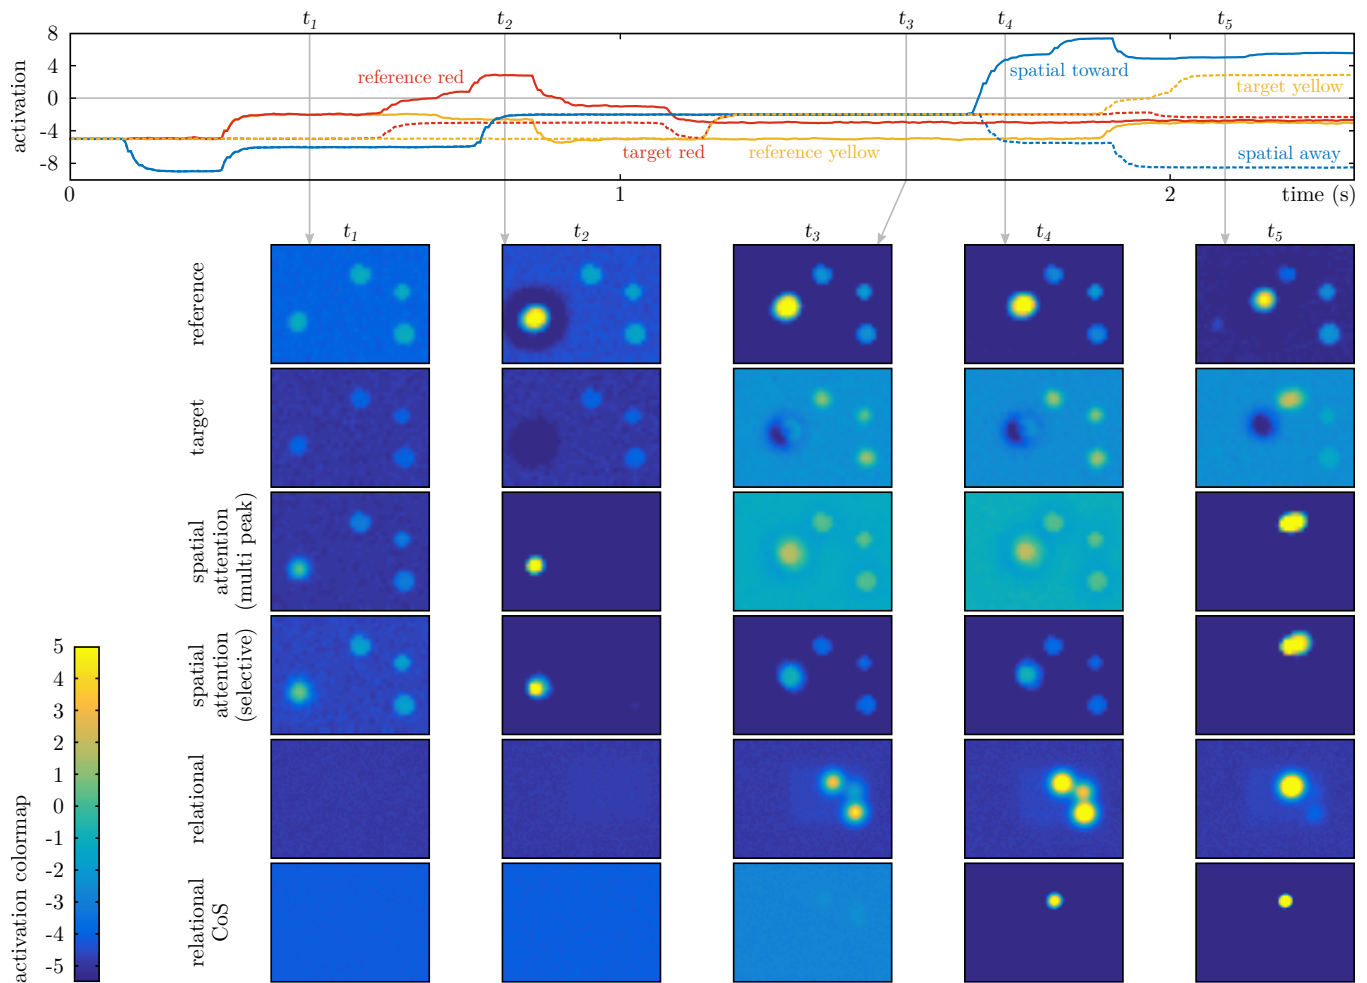 t1 t2 t3 t4 t5
8
4
0
-4
-8
activation
reference red
spatial toward
target yellow
target red
reference yellow
spatial away
0 1 2 time (s)
t1 t2 t3 t4 t5
reference
target
spatial
attention
(multi peak)
spatial
attention
(selective)
relational
relational
CoS
5
4
3
2
1
0
-1
-2
-3
-4
-5
activation colormap